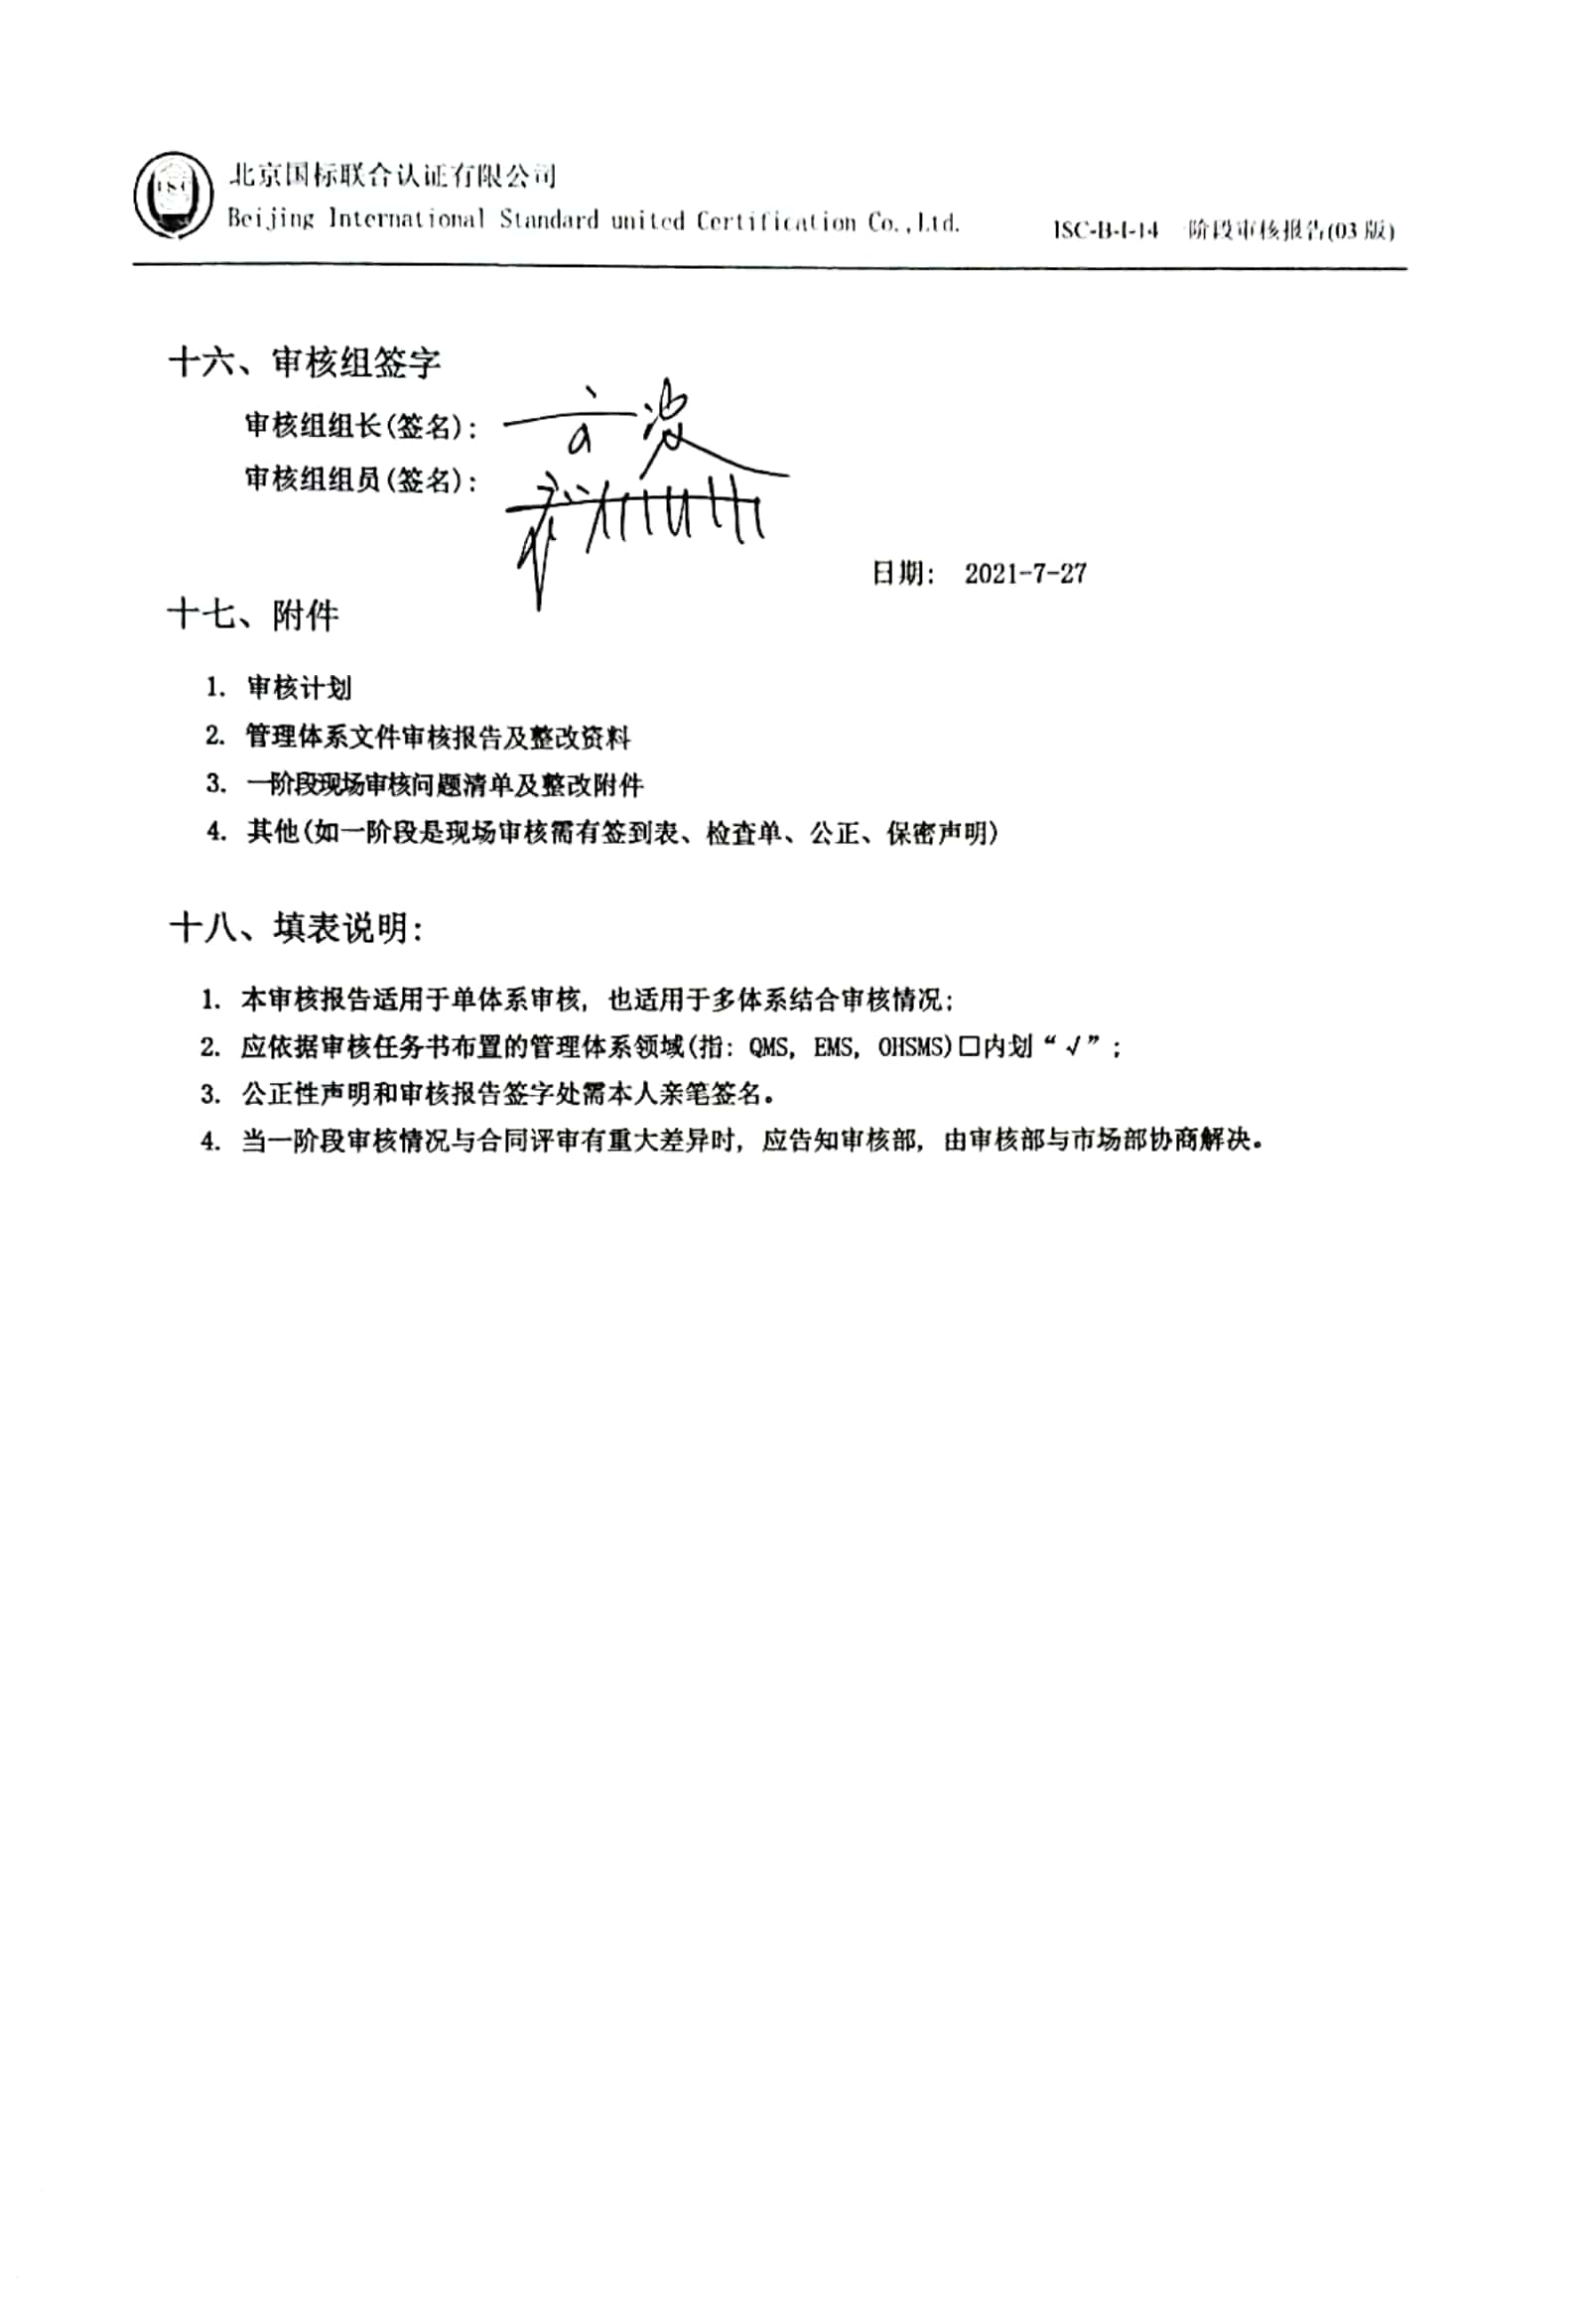 北京国标联合认证有限公司
Beijing International Standard united Certification Co.,Ltd.
ISC-B-I-14 一阶段审核报告(03版)
十六、审核组签字
审核组组长(签名):
审核组组员(签名):
日期: 2021-7-27
十七、附件
1. 审核计划
2. 管理体系文件审核报告及整改资料
3. 一阶段现场审核问题清单及整改附件
4. 其他(如一阶段是现场审核需有签到表、检查单、公正、保密声明)
十八、填表说明:
1. 本审核报告适用于单体系审核, 也适用于多体系结合审核情况;
2. 应依据审核任务书布置的管理体系领域(指: QMS, EMS, OHSMS)口内划“√”;
3. 公正性声明和审核报告签字处需本人亲笔签名。
4. 当一阶段审核情况与合同评审有重大差异时, 应告知审核部, 由审核部与市场部协商解决。